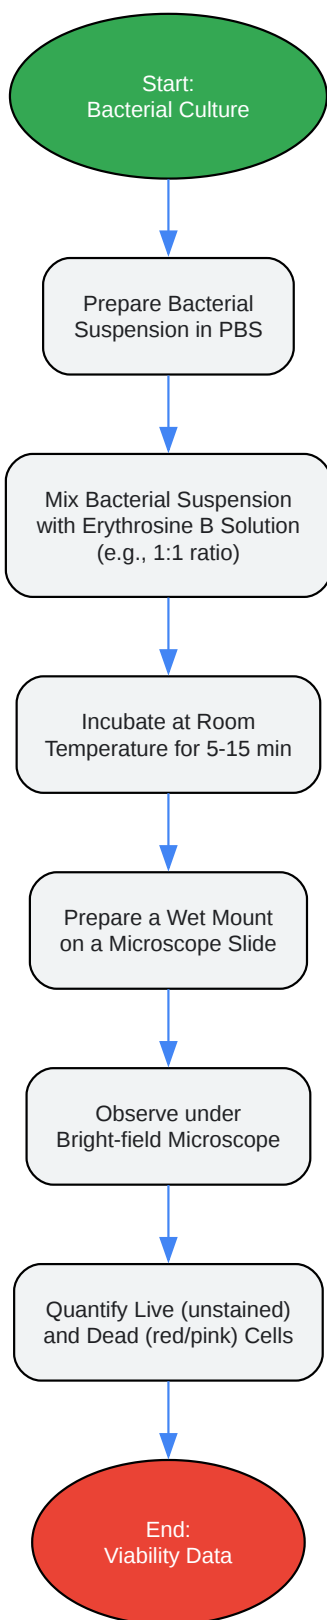 Start:
Bacterial Culture
Prepare Bacterial
Suspension in PBS
Mix Bacterial Suspension
with Erythrosine B Solution
(e.g., 1:1 ratio)
Incubate at Room
Temperature for 5-15 min
Prepare a Wet Mount
on a Microscope Slide
Observe under
Bright-field Microscope
Quantify Live (unstained)
and Dead (red/pink) Cells
End:
Viability Data